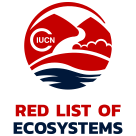 IUCN
RED LIST OF
ECOSYSTEMS